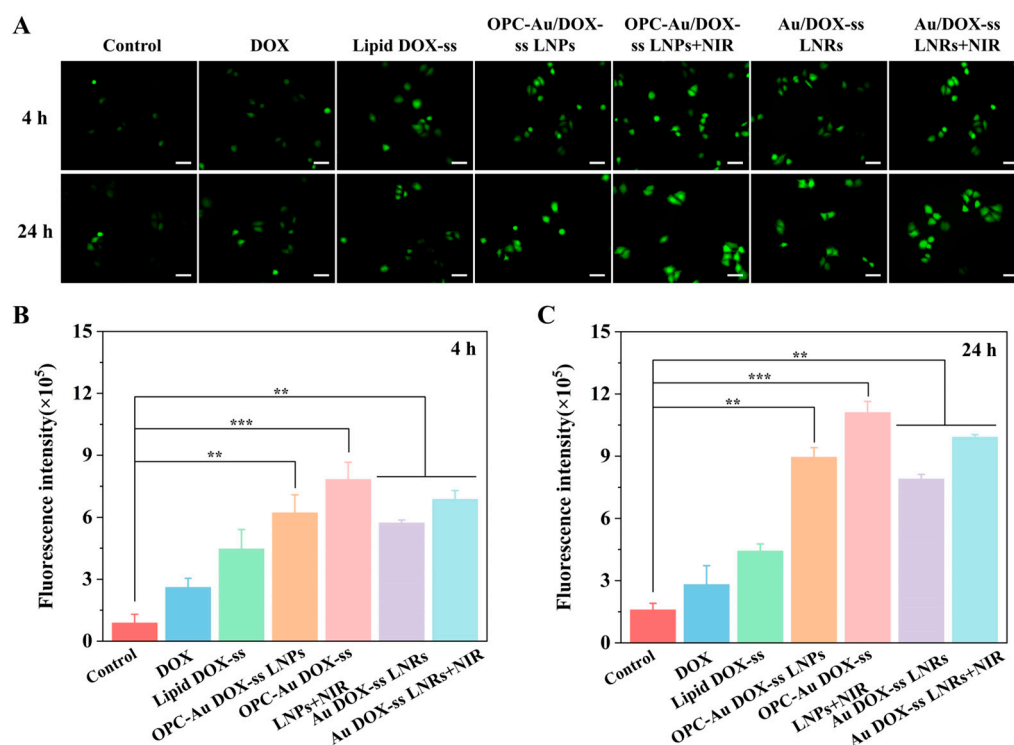 A
Control
DOX
Lipid DOX-ss
OPC-Au/DOX-
ss LNPs
OPC-Au/DOX-
ss LNPs+NIR
Au/DOX-ss
LNRs
Au/DOX-ss
LNRs+NIR
4 h
24 h
B
15
12
9
6
3
0
Fluorescence intensity(×10⁵)
4 h
**
***
**
Control
DOX
Lipid DOX-ss
OPC-Au DOX-ss LNPs
OPC-Au DOX-ss
LNPs+NIR
Au DOX-ss LNRs
Au DOX-ss LNRs+NIR
C
15
12
9
6
3
0
Fluorescence intensity(×10⁵)
24 h
**
***
**
Control
DOX
Lipid DOX-ss
OPC-Au DOX-ss LNPs
OPC-Au DOX-ss
LNPs+NIR
Au DOX-ss LNRs
Au DOX-ss LNRs+NIR